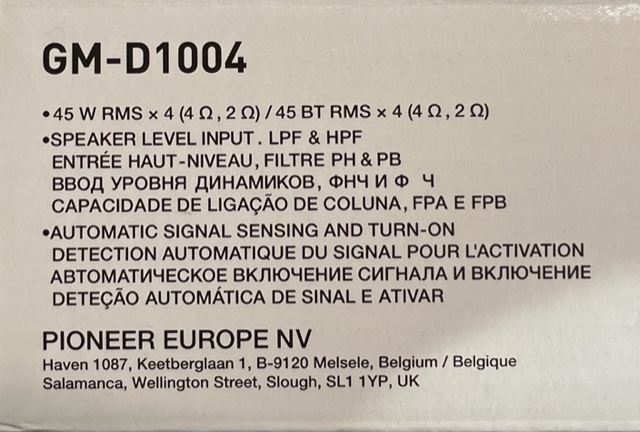 GM-D1004
•45 W RMS × 4 (4 Ω, 2 Ω) / 45 ВТ RMS × 4 (4 Ω, 2 Ω)
•SPEAKER LEVEL INPUT. LPF & HPF
ENTRÉE HAUT-NIVEAU, FILTRE PH & PB
ВВОД УРОВНЯ ДИНАМИКОВ, ФНЧ И Ф Ч
CAPACIDADE DE LIGAÇÃO DE COLUNA, FPA E FPB
•AUTOMATIC SIGNAL SENSING AND TURN-ON
DETECTION AUTOMATIQUE DU SIGNAL POUR L'ACTIVATION
АВТОМАТИЧЕСКОЕ ВКЛЮЧЕНИЕ СИГНАЛА И ВКЛЮЧЕНИЕ
DETEÇÃO AUTOMÁTICA DE SINAL E ATIVAR
PIONEER EUROPE NV
Haven 1087, Keetberglaan 1, B-9120 Melsele, Belgium / Belgique
Salamanca, Wellington Street, Slough, SL1 1YP, UK